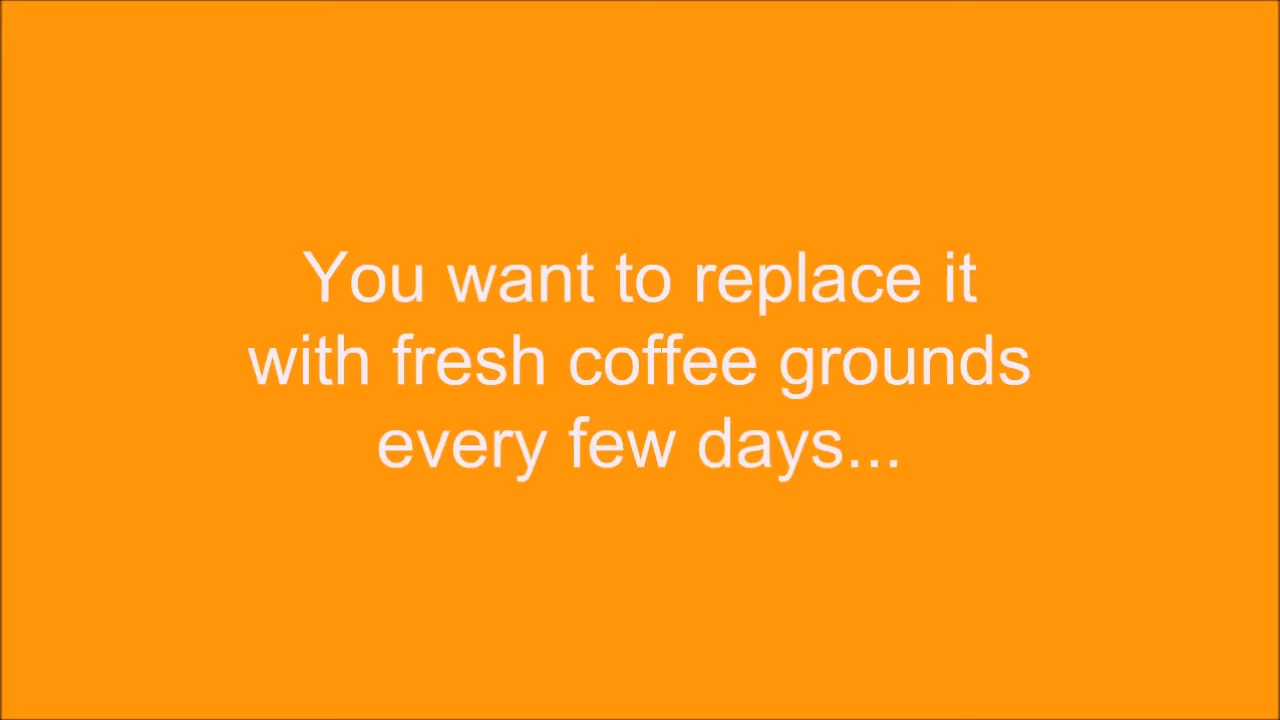 You want to replace it
with fresh coffee grounds
every few days...